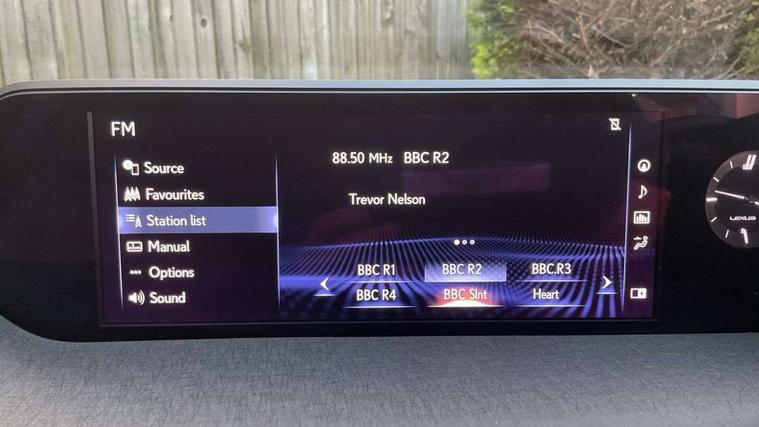 FM
88.50 MHz BBC R2
Source
Favourites
Station list
Manual
Options
Sound
Trevor Nelson
BBC R1 BBC R2 BBC.R3
BBC R4 BBC Slnt Heart
LEXUS